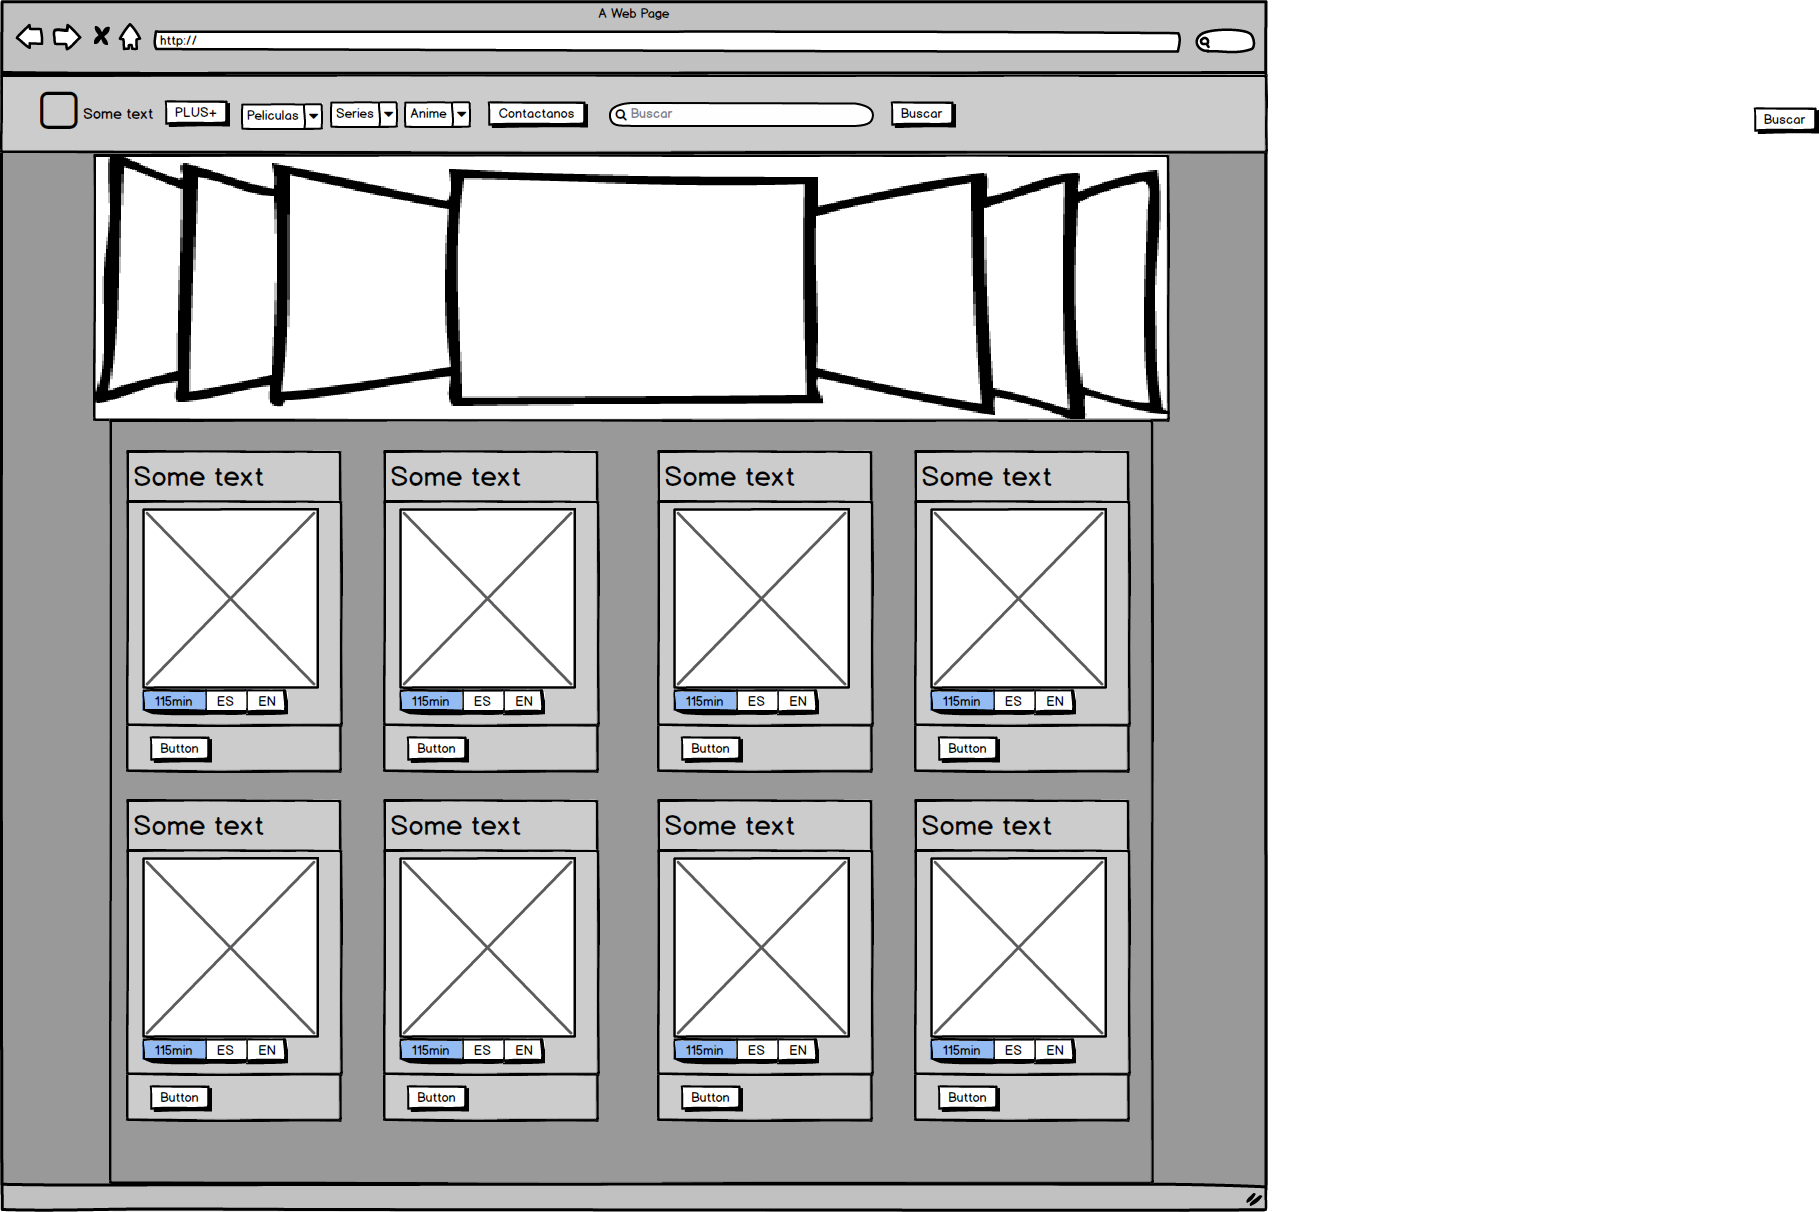 A Web Page
http://
Some text PLUS+ Peliculas Series Anime Contactanos Buscar Buscar Buscar
Some text Some text Some text Some text
115min ES EN 115min ES EN 115min ES EN 115min ES EN
Button Button Button Button
Some text Some text Some text Some text
115min ES EN 115min ES EN 115min ES EN 115min ES EN
Button Button Button Button